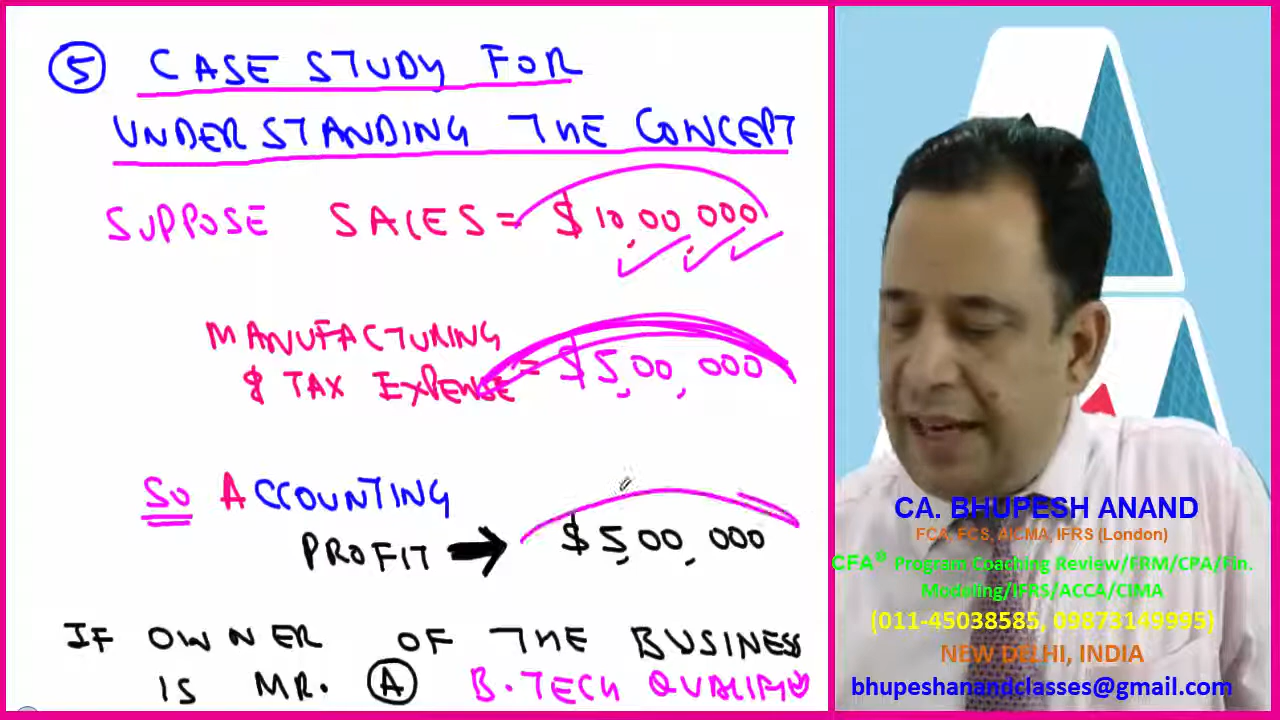 5 CASE STUDY FOR
UNDERSTANDING THE CONCEPT
SUPPOSE SALES = $10,00,000
MANUFACTURING
& TAX EXPENSE = $5,00,000
SO ACCOUNTING
PROFIT → $5,00,000
IF OWNER OF THE BUSINESS
IS MR. A B.TECH QUALIFIED
CA. BHUPESH ANAND
FCA, FCS, AICMA, IFRS (London)
CFA® Program Coaching Review/FRM/CPA/Fin.
Modaling/IFRS/ACCA/CIMA
(011-45038585, 09873149995)
NEW DELHI, INDIA
bhupeshanandclasses@gmail.com